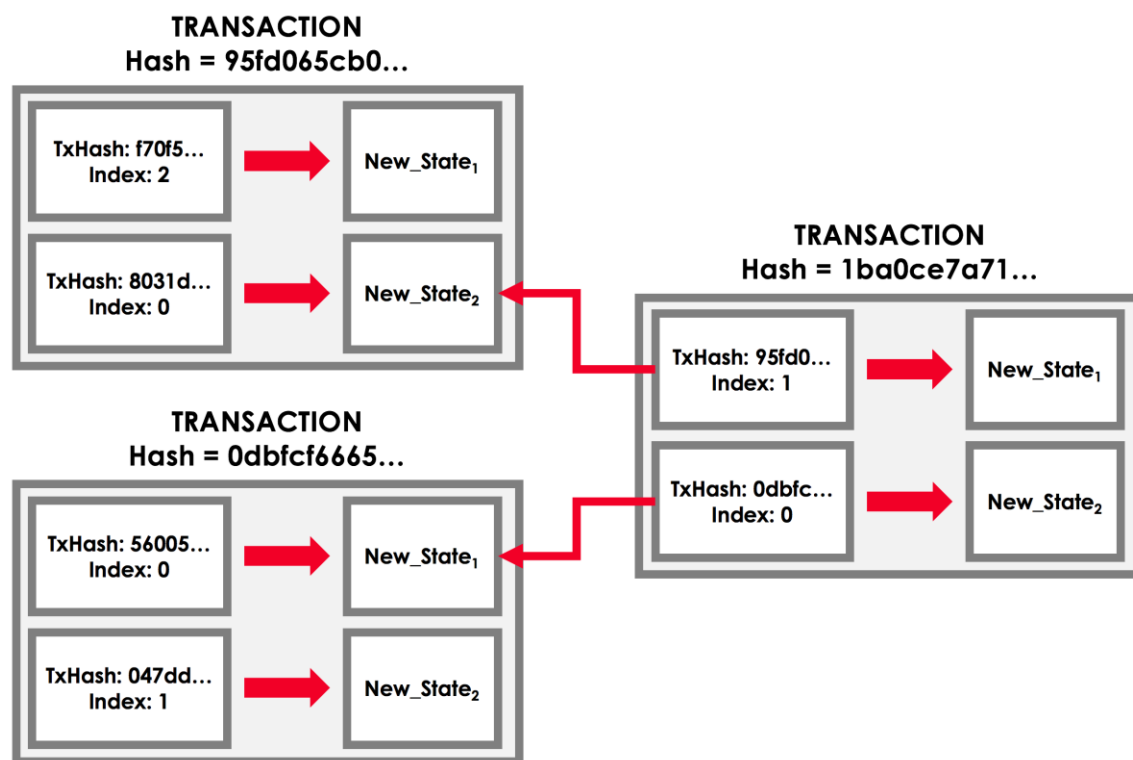 TRANSACTION
Hash = 95fd065cb0...
TxHash: f70f5...
Index: 2
New_State₁
TxHash: 8031d...
Index: 0
New_State₂
TRANSACTION
Hash = 0dbfcf6665...
TxHash: 56005...
Index: 0
New_State₁
TxHash: 047dd...
Index: 1
New_State₂
TRANSACTION
Hash = 1ba0ce7a71...
TxHash: 95fd0...
Index: 1
New_State₁
TxHash: 0dbfc...
Index: 0
New_State₂